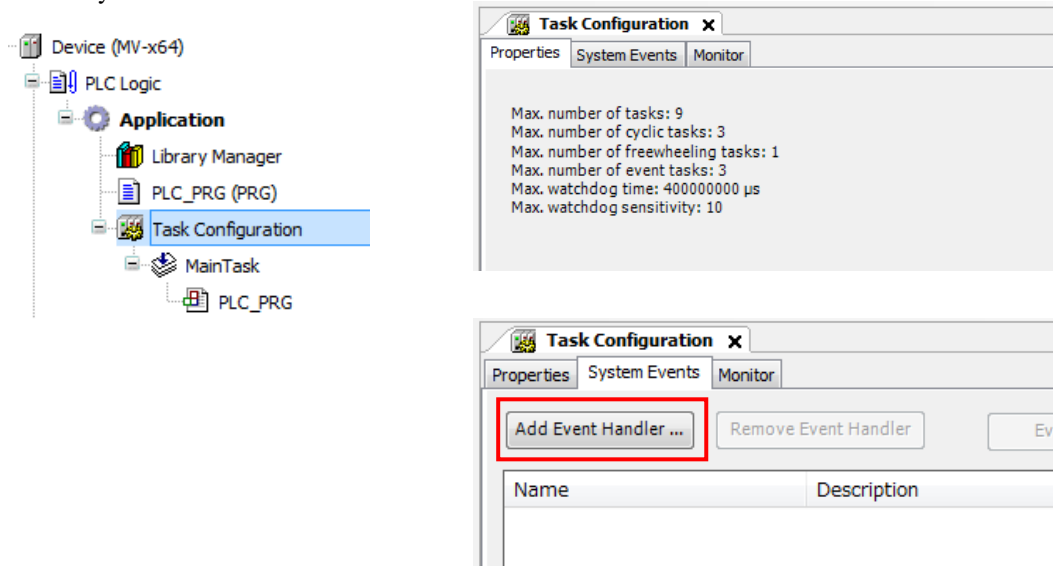 Device (MV-x64)
PLC Logic
Application
Library Manager
PLC_PRG (PRG)
Task Configuration
MainTask
PLC_PRG
Task Configuration X
Properties System Events Monitor
Max. number of tasks: 9
Max. number of cyclic tasks: 3
Max. number of freewheeling tasks: 1
Max. number of event tasks: 3
Max. watchdog time: 400000000 µs
Max. watchdog sensitivity: 10
Task Configuration X
Properties System Events Monitor
Add Event Handler ... Remove Event Handler Ev
Name Description